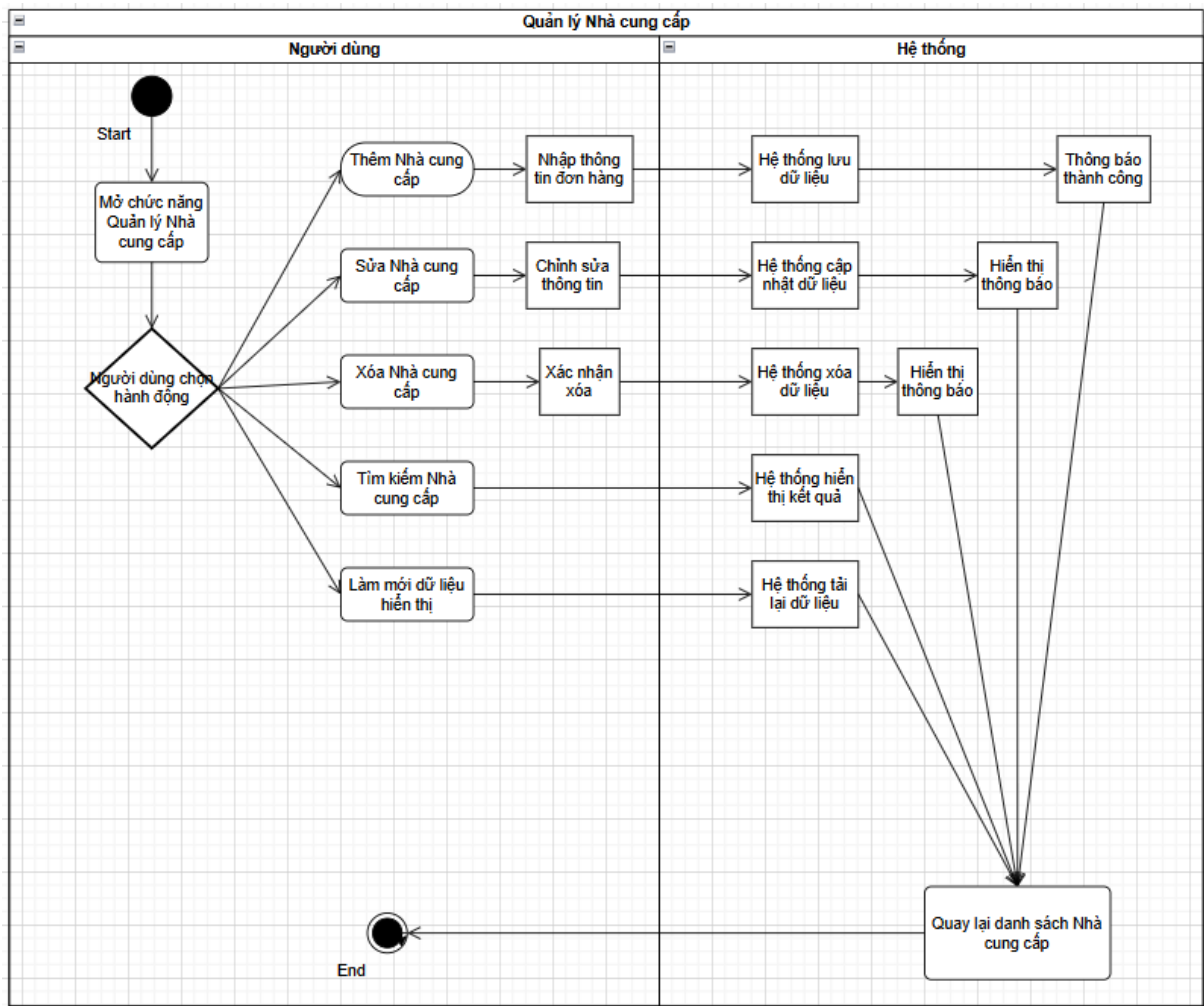 Quản lý Nhà cung cấp
Người dùng
Hệ thống
Start
Mở chức năng
Quản lý Nhà
cung cấp
Người dùng chọn
hành động
Thêm Nhà cung
cấp
Nhập thông
tin đơn hàng
Hệ thống lưu
dữ liệu
Thông báo
thành công
Sửa Nhà cung
cấp
Chỉnh sửa
thông tin
Hệ thống cập
nhật dữ liệu
Hiển thị
thông báo
Xóa Nhà cung
cấp
Xác nhận
xóa
Hệ thống xóa
dữ liệu
Hiển thị
thông báo
Tìm kiếm Nhà
cung cấp
Hệ thống hiển
thị kết quả
Làm mới dữ liệu
hiển thị
Hệ thống tải
lại dữ liệu
Quay lại danh sách Nhà
cung cấp
End